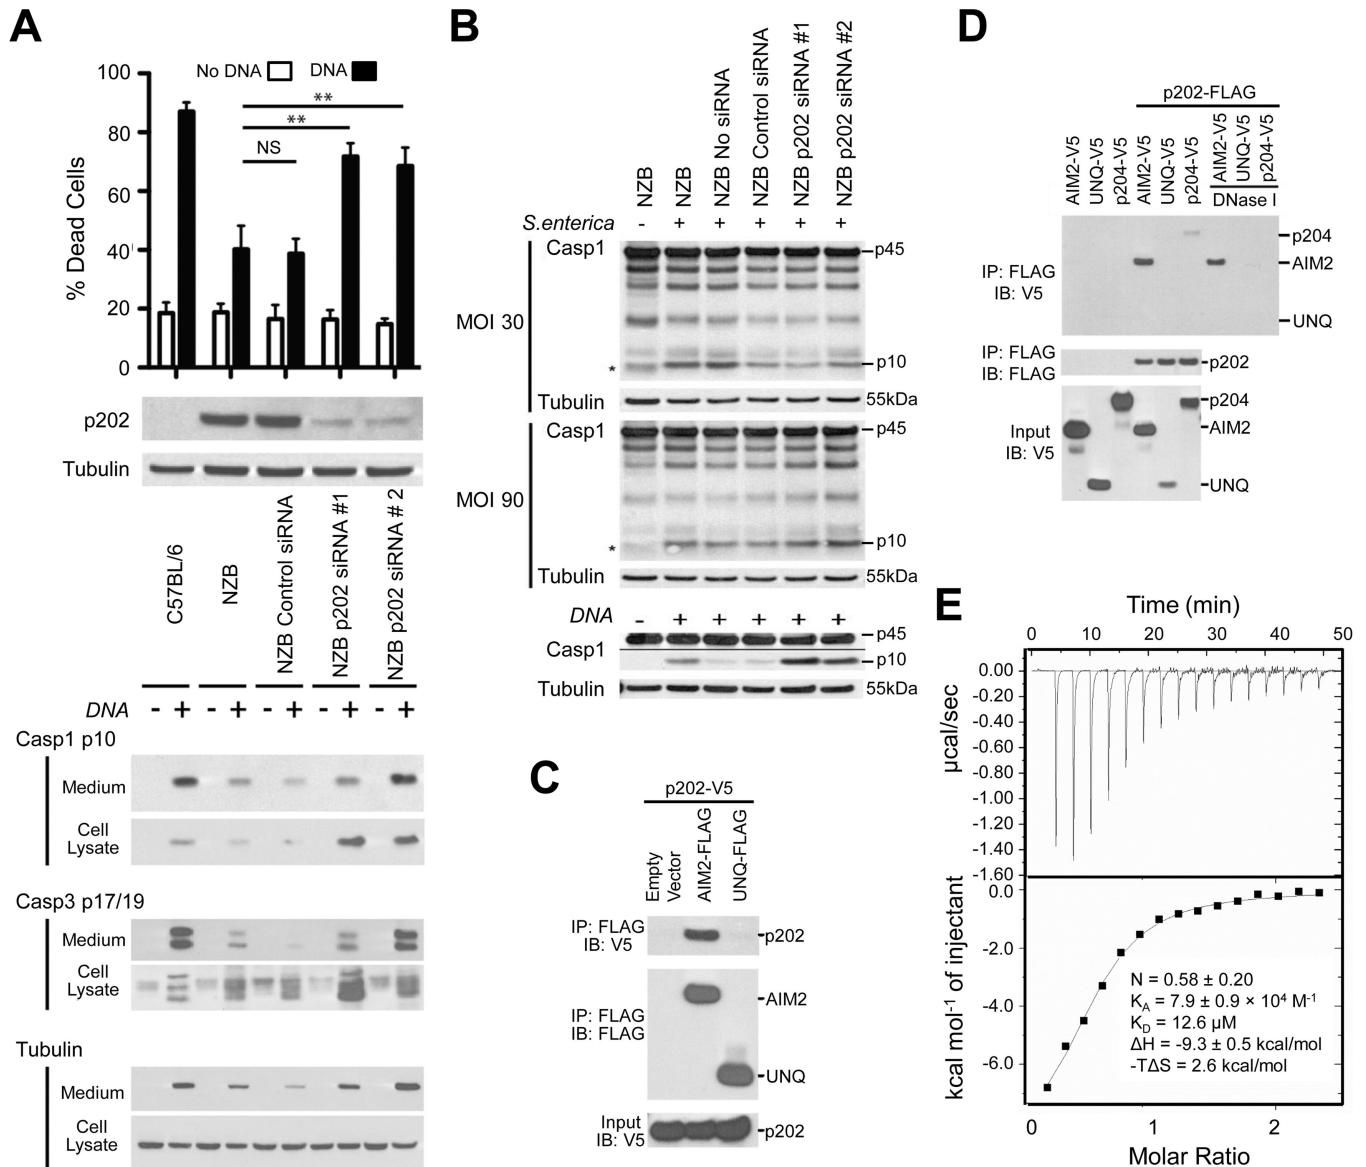 A
No DNA
DNA
% Dead Cells
100
80
60
40
20
0
**
**
NS
p202
Tubulin
C57BL/6
NZB
NZB Control siRNA
NZB p202 siRNA #1
NZB p202 siRNA # 2
DNA - + - + - + - + - +
Casp1 p10
Medium
Cell
Lysate
Casp3 p17/19
Medium
Cell
Lysate
Tubulin
Medium
Cell
Lysate
B
NZB
NZB
NZB No siRNA
NZB Control siRNA
NZB p202 siRNA #1
NZB p202 siRNA #2
S.enterica - + + + + +
MOI 30
Casp1
p45
p10
*
Tubulin
55kDa
MOI 90
Casp1
p45
p10
*
Tubulin
55kDa
DNA - + + + + +
Casp1
p45
p10
Tubulin
55kDa
C
p202-V5
Empty
Vector
AIM2-FLAG
UNQ-FLAG
IP: FLAG
IB: V5
p202
IP: FLAG
IB: FLAG
AIM2
UNQ
Input
IB: V5
p202
D
p202-FLAG
AIM2-V5
UNQ-V5
p204-V5
AIM2-V5
UNQ-V5
p204-V5
AIM2-V5
UNQ-V5
p204-V5
DNase I
IP: FLAG
IB: V5
p204
AIM2
UNQ
IP: FLAG
IB: FLAG
p202
Input
IB: V5
p204
AIM2
UNQ
E
Time (min)
0 10 20 30 40 50
µcal/sec
0.00
-0.20
-0.40
-0.60
-0.80
-1.00
-1.20
-1.40
-1.60
kcal mol⁻¹ of injectant
0.0
-2.0
-4.0
-6.0
N = 0.58 ± 0.20
K_A = 7.9 ± 0.9 × 10⁴ M⁻¹
K_D = 12.6 µM
ΔH = -9.3 ± 0.5 kcal/mol
-TΔS = 2.6 kcal/mol
0 1 2
Molar Ratio